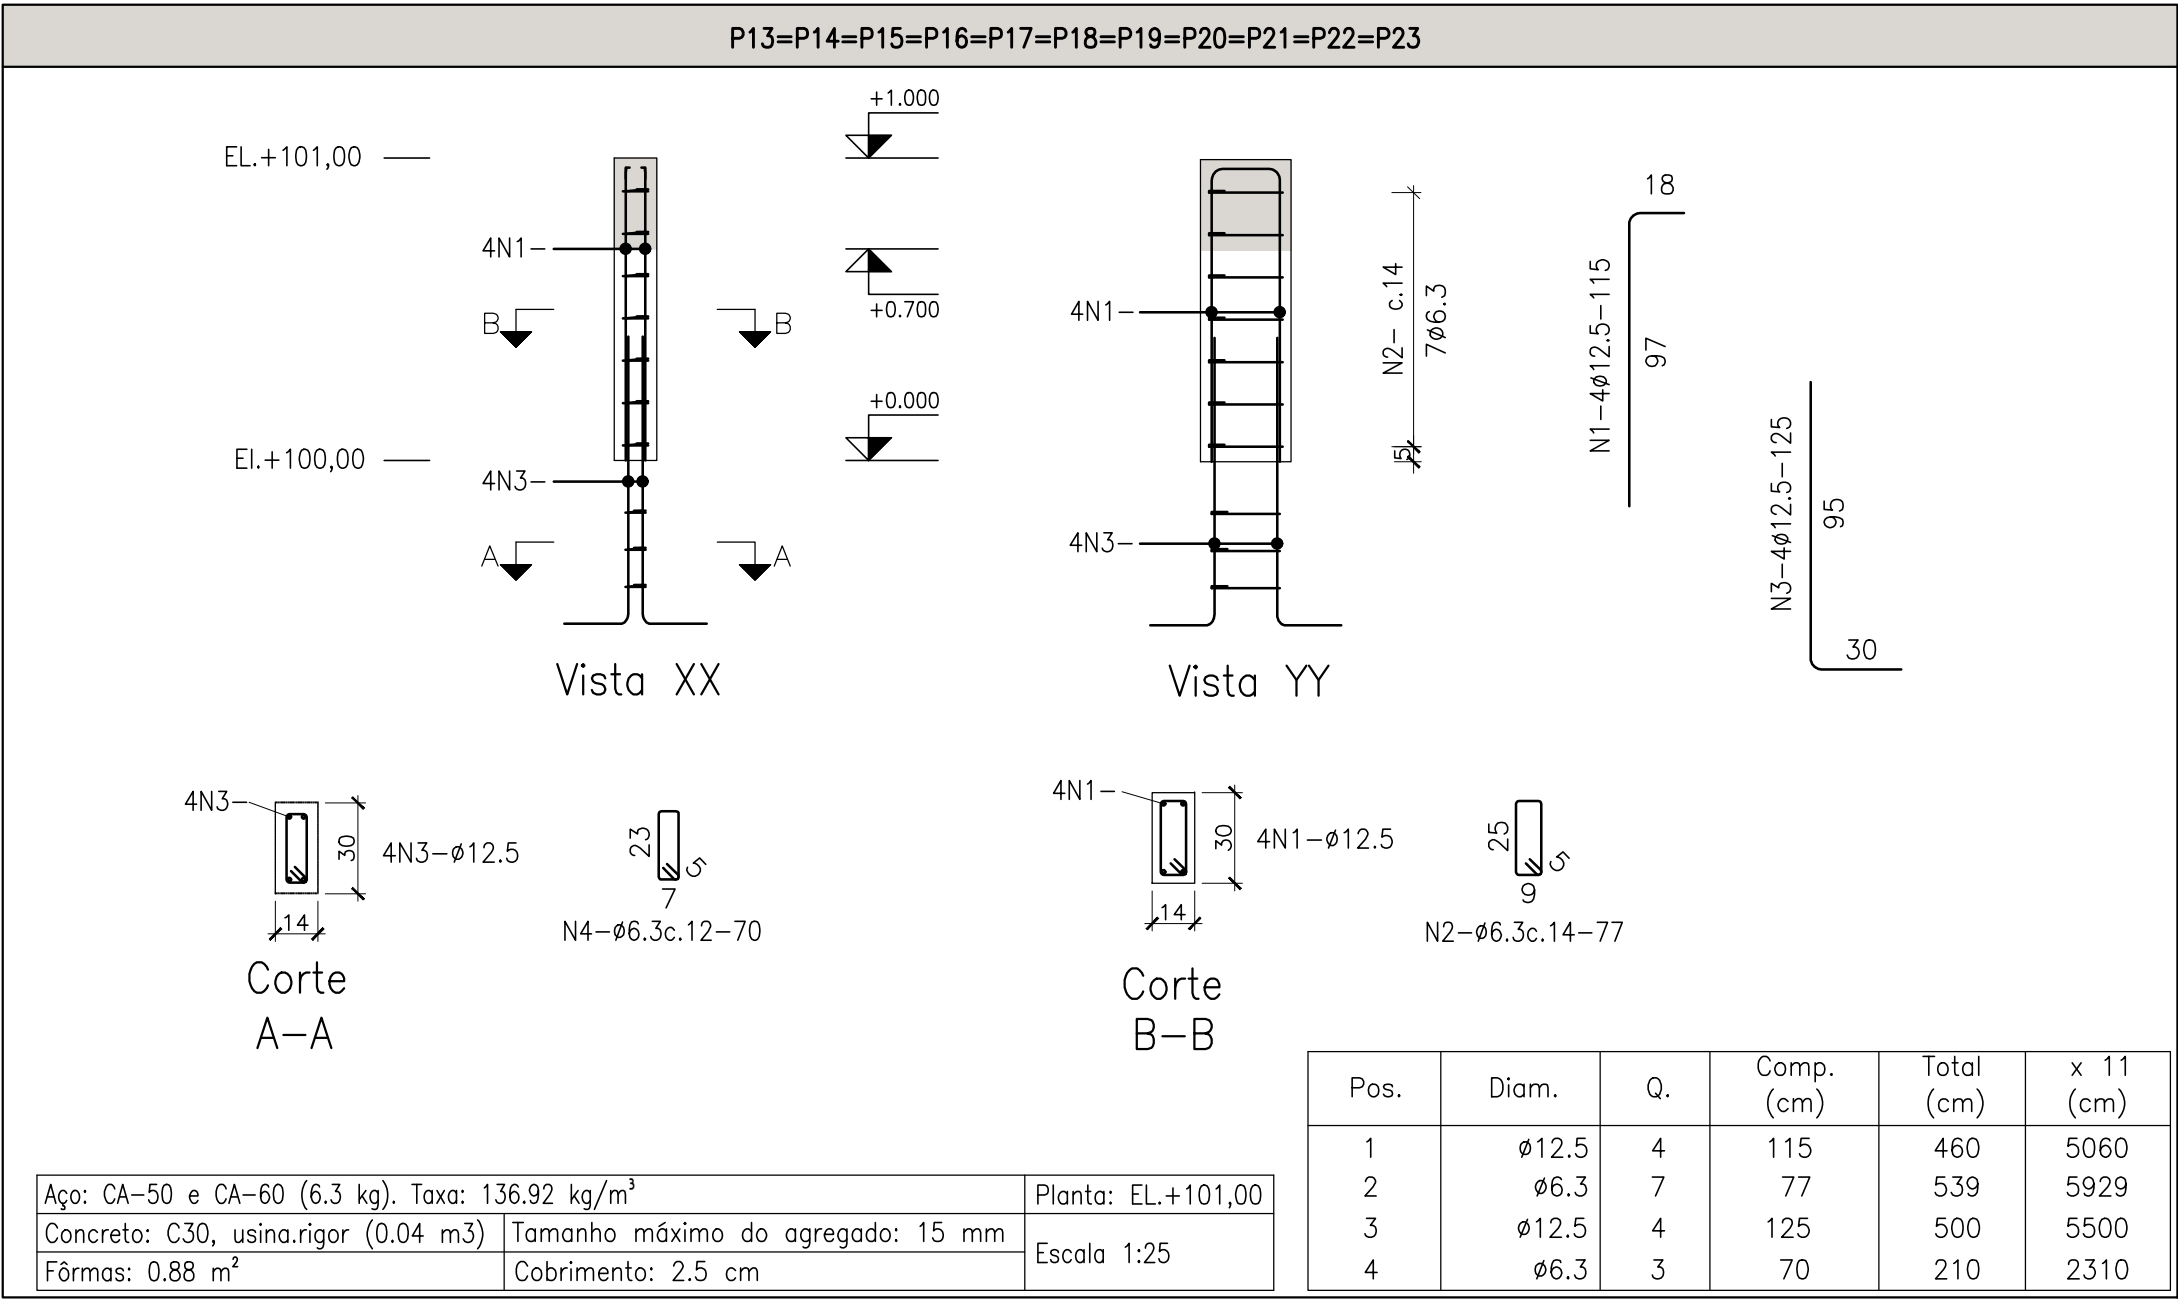 P13=P14=P15=P16=P17=P18=P19=P20=P21=P22=P23
+1.000
EL.+101,00
4N1-
+0.700
B B
+0.000
El.+100,00
4N3-
A A
Vista XX
4N1-
4N3-
N2- c.14
7ø6.3
5
Vista YY
18
N1-4ø12.5-115
97
N3-4ø12.5-125
95
30
4N3-
30
4N3-ø12.5
14
Corte
A-A
23
5
7
N4-ø6.3c.12-70
4N1-
30
4N1-ø12.5
14
Corte
B-B
25
5
9
N2-ø6.3c.14-77
Pos. Diam. Q. Comp. (cm) Total (cm) x 11 (cm)
1 ø12.5 4 115 460 5060
2 ø6.3 7 77 539 5929
3 ø12.5 4 125 500 5500
4 ø6.3 3 70 210 2310
Aço: CA-50 e CA-60 (6.3 kg). Taxa: 136.92 kg/m³ Planta: EL.+101,00
Concreto: C30, usina.rigor (0.04 m3) Tamanho máximo do agregado: 15 mm
Escala 1:25
Fôrmas: 0.88 m² Cobrimento: 2.5 cm